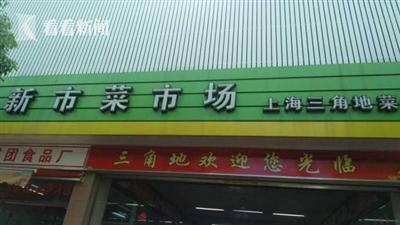 看看新闻
新市菜市场 上海三角地菜
团食品厂
三角地欢迎您光临